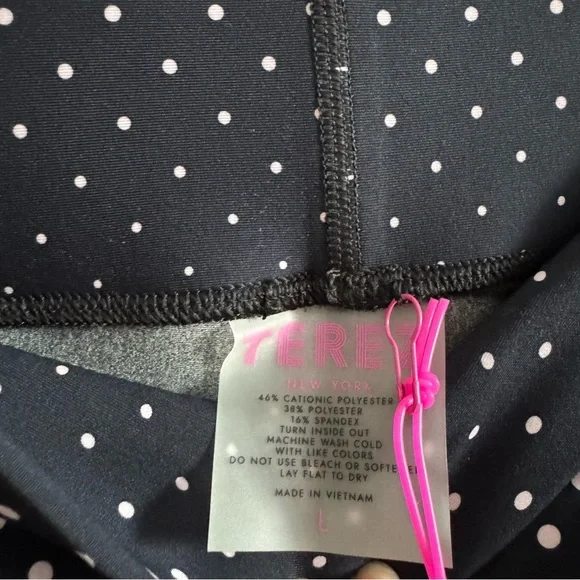 TEREZ
NEW YORK
46% CATIONIC POLYESTER
38% POLYESTER
16% SPANDEX
TURN INSIDE OUT
MACHINE WASH COLD
WITH LIKE COLORS
DO NOT USE BLEACH OR SOFTENER
LAY FLAT TO DRY
MADE IN VIETNAM
L